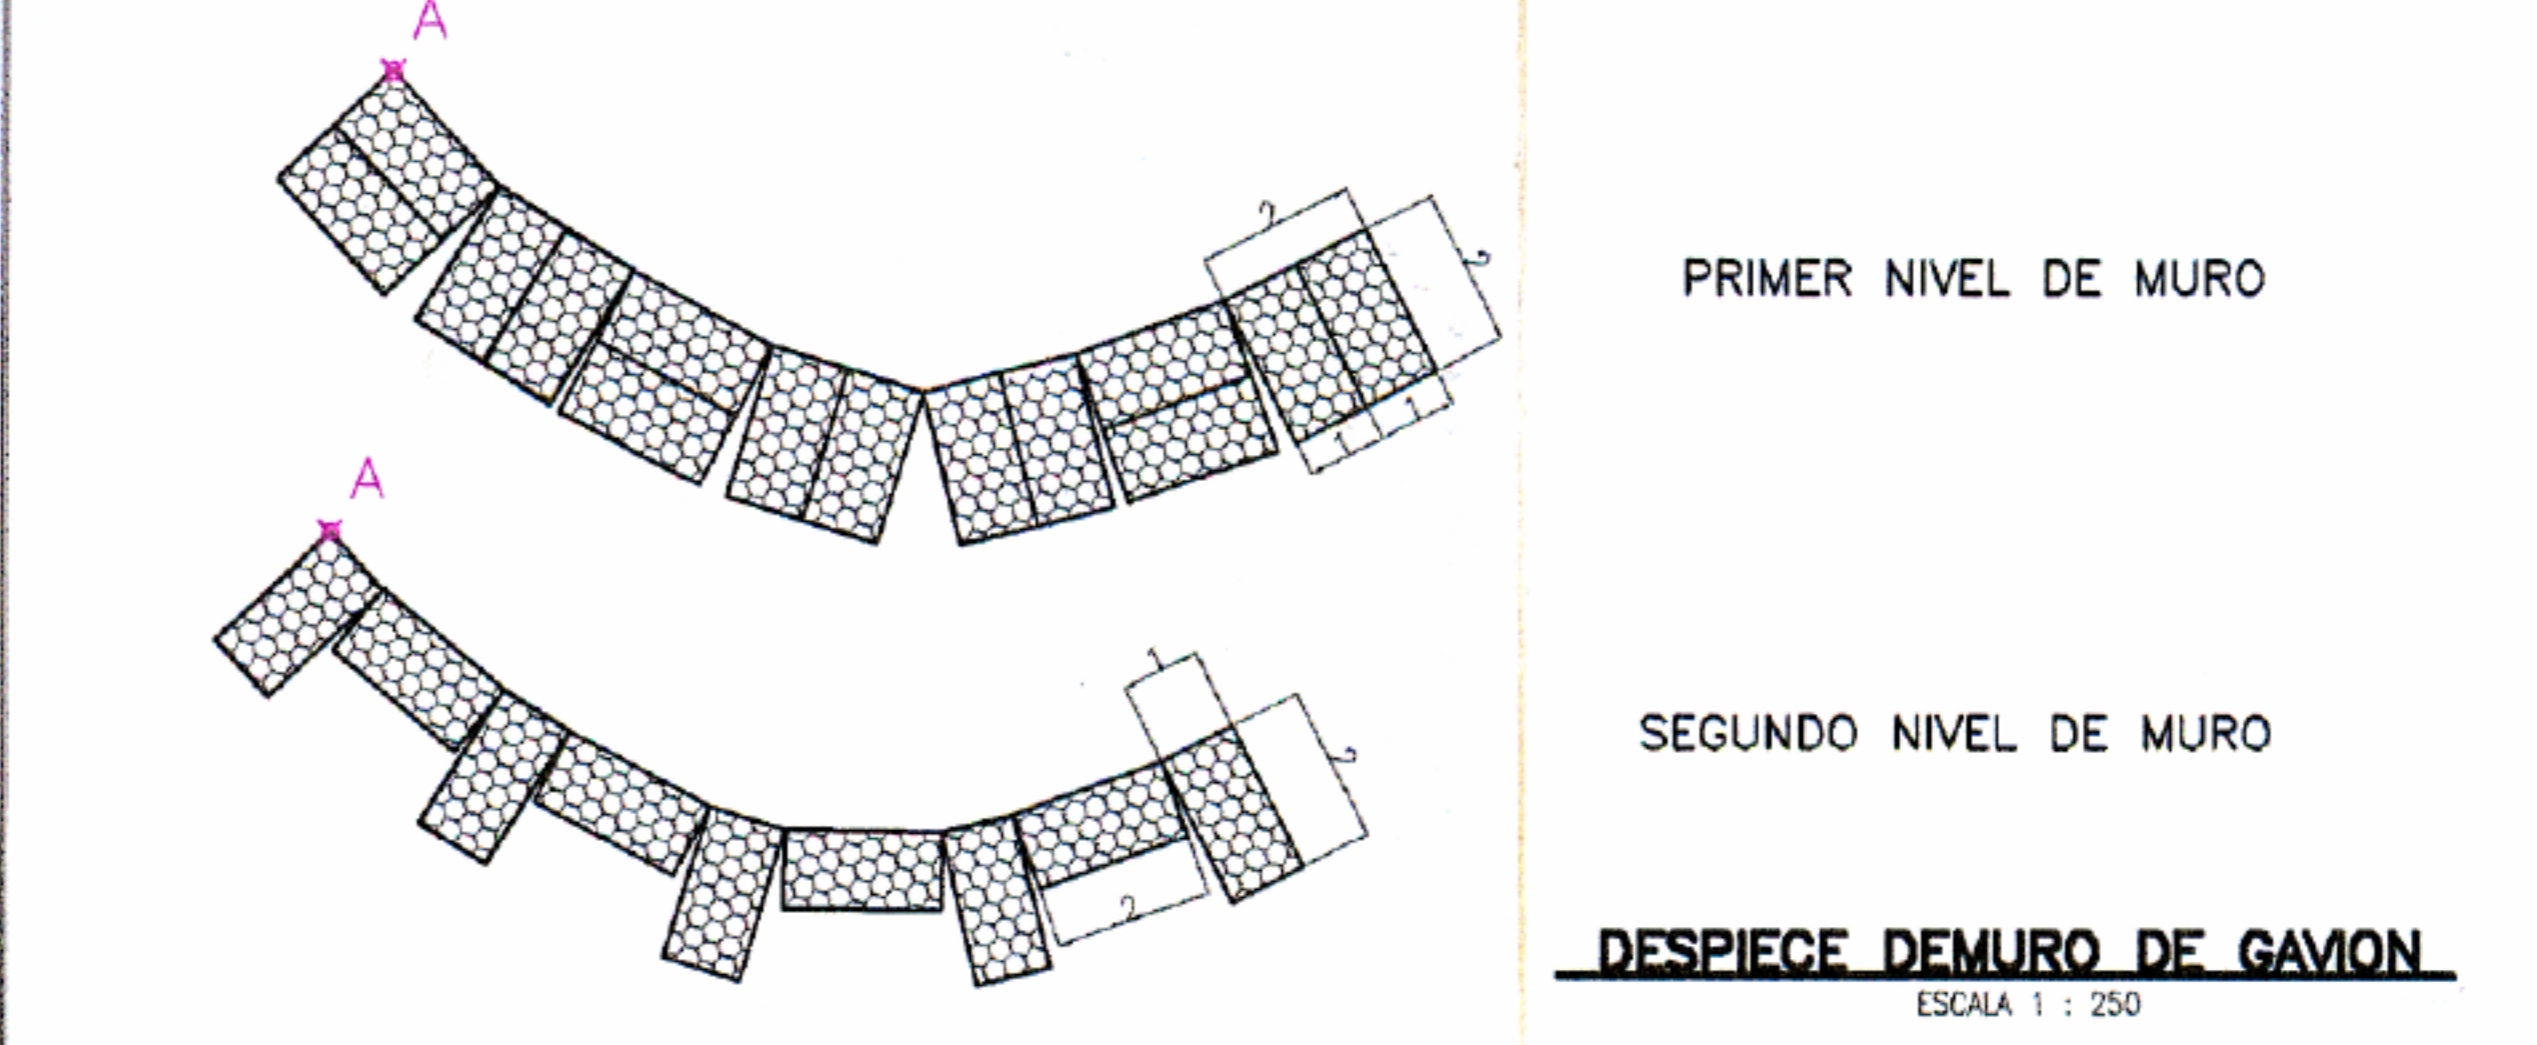 A
2
2
PRIMER NIVEL DE MURO
1
1
A
1
2
SEGUNDO NIVEL DE MURO
2
DESPIECE DEMURO DE GAVION
ESCALA 1 : 250